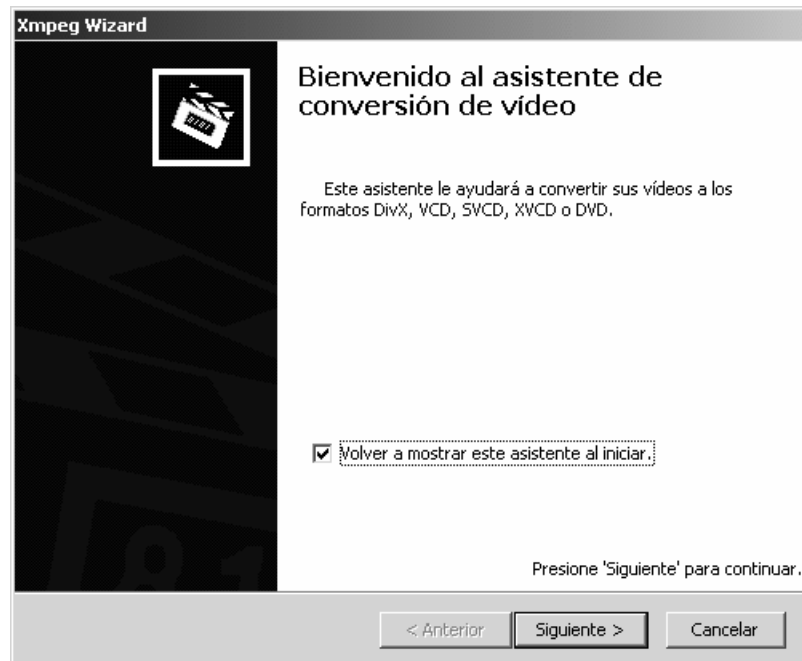 Xmpeg Wizard
Bienvenido al asistente de
conversión de vídeo
Este asistente le ayudará a convertir sus vídeos a los
formatos DivX, VCD, SVCD, XVCD o DVD.
Volver a mostrar este asistente al iniciar.
Presione 'Siguiente' para continuar.
< Anterior Siguiente > Cancelar